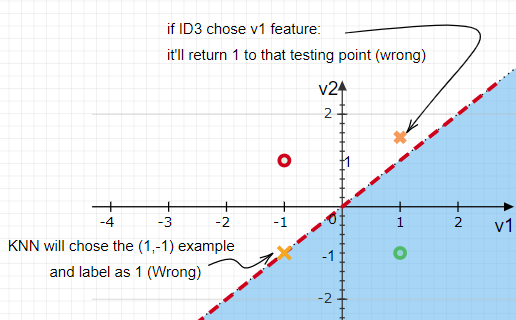 if ID3 chose v1 feature:
it'll return 1 to that testing point (wrong)
v2
2
1
-4 -3 -2 -1 0 1 2 v1
KNN will chose the (1,-1) example
and label as 1 (Wrong)
-1
-2